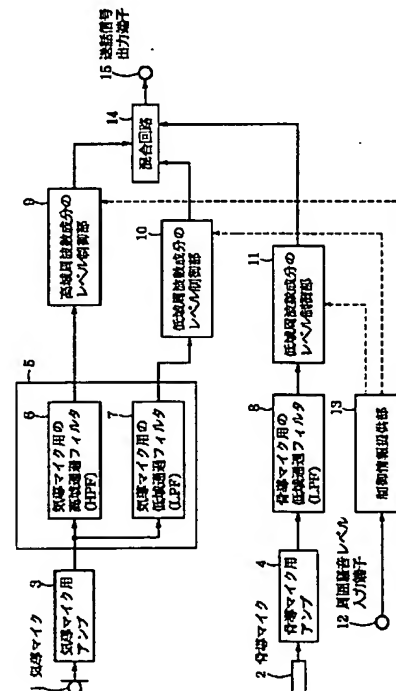 1 気導マイク
3
気導マイク用
アンプ
5
6
気導マイク用の
高域通過フィルタ
(HPF)
7
気導マイク用の
低域通過フィルタ
(LPF)
9
高域周波数成分の
レベル制御部
10
低域周波数成分の
レベル制御部
14
混合回路
15 送話信号
出力端子
2 骨導マイク
4
骨導マイク用
アンプ
8
骨導マイク用の
低域通過フィルタ
(LPF)
11
低域周波数成分の
レベル制御部
12 周囲騒音レベル
入力端子
13
制御情報提供部